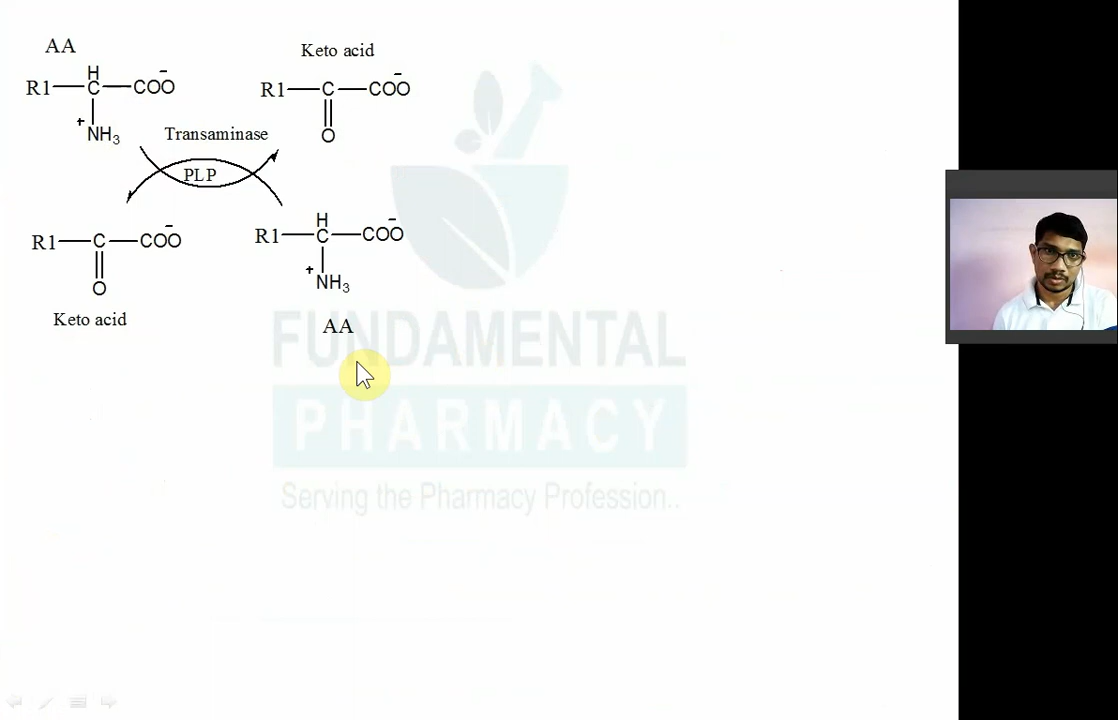 AA
Keto acid
H
R1 C COO-
R1 C COO-
+NH3
O
Transaminase
PLP
H
R1 C COO-
R1 C COO-
O
+NH3
Keto acid
AA
FUNDAMENTAL
PHARMACY
Serving the Pharmacy Profession..